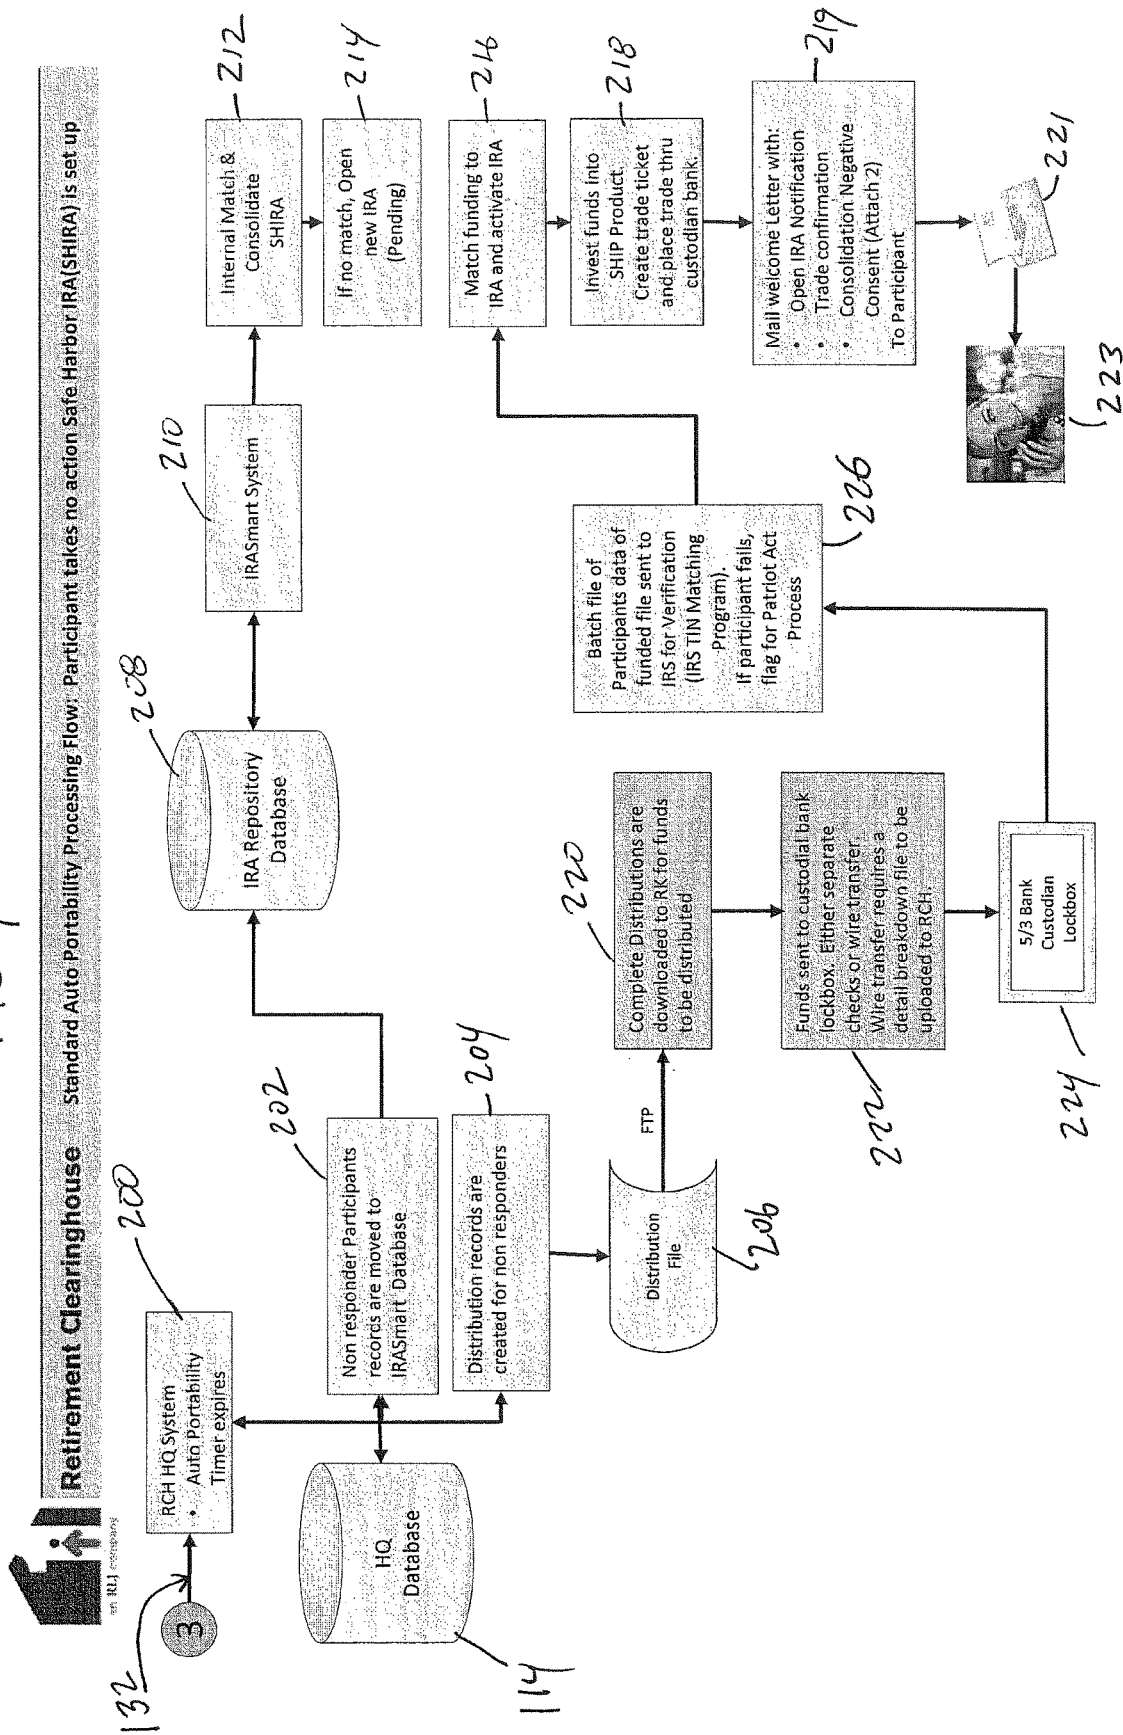 Retirement Clearinghouse
Standard Auto Portability Processing Flow: Participant takes no action Safe Harbor IRA(SHIRA) is set up
an RLJ company
132
3
200
RCH HQ System
• Auto Portability
Timer expires
HQ
Database
114
202
Non responder Participants
records are moved to
IRASmart Database
204
Distribution records are
created for non responders
Distribution
File
206
FTP
208
IRA Repository
Database
210
IRASmart System
212
Internal Match &
Consolidate
SHIRA
214
If no match, Open
new IRA
(Pending)
220
Complete Distributions are
downloaded to RK for funds
to be distributed
Funds sent to custodial bank
lockbox. Either separate
checks or wire transfer.
Wire transfer requires a
detail breakdown file to be
uploaded to RCH.
222
5/3 Bank
Custodian
Lockbox
224
Batch file of
Participants data of
funded file sent to
IRS for Verification
(IRS TIN Matching
Program).
If participant fails,
flag for Patriot Act
Process
226
216
Match funding to
IRA and activate IRA
218
Invest funds into
SHIP Product
Create trade ticket
and place trade thru
custodian bank.
219
Mail welcome Letter with:
• Open IRA Notification
• Trade confirmation
• Consolidation Negative
Consent (Attach 2)
To Participant
221
223